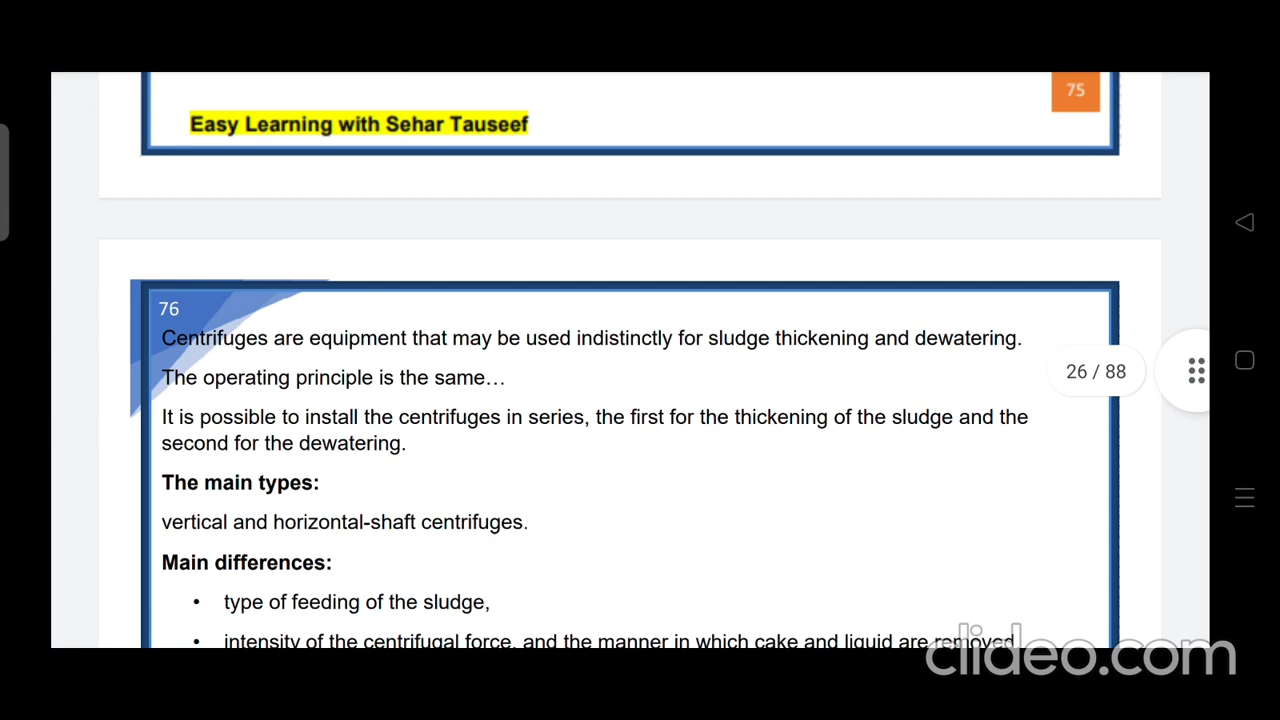 75
Easy Learning with Sehar Tauseef
76
Centrifuges are equipment that may be used indistinctly for sludge thickening and dewatering.
The operating principle is the same…
26 / 88
It is possible to install the centrifuges in series, the first for the thickening of the sludge and the
second for the dewatering.
The main types:
vertical and horizontal-shaft centrifuges.
Main differences:
• type of feeding of the sludge,
• intensity of the centrifugal force, and the manner in which cake and liquid are removed
clideo.com